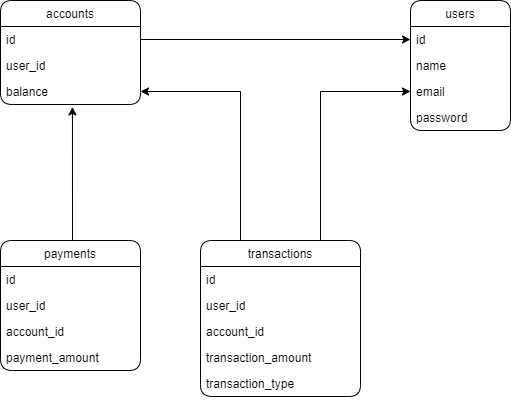 accounts
id
user_id
balance
users
id
name
email
password
payments
id
user_id
account_id
payment_amount
transactions
id
user_id
account_id
transaction_amount
transaction_type